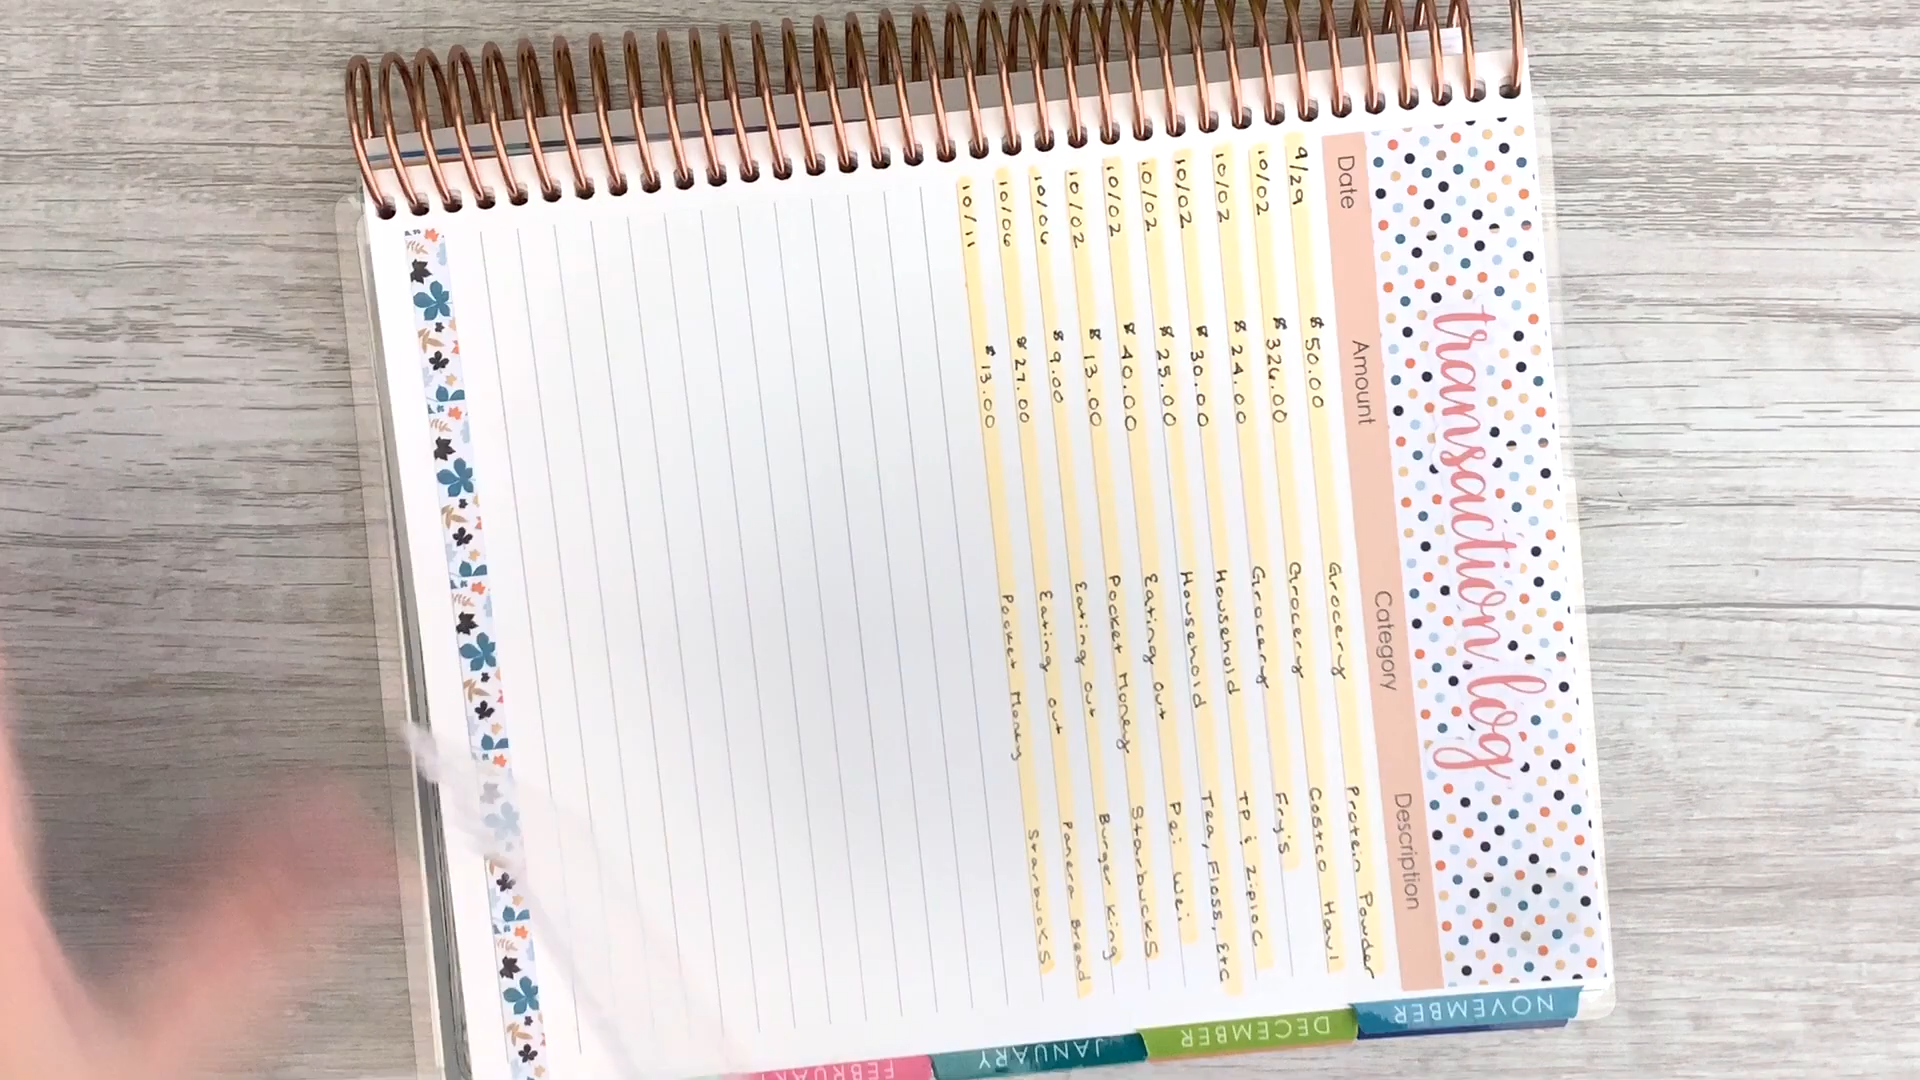 transaction log
Date Amount Category Description
9/29 $50.00 Grocery Protein Powder
10/02 $326.00 Grocery Costco Haul
10/02 $24.00 Grocery Fry's
10/02 $30.00 Household TP & Ziploc
10/02 $25.00 Household Tea, Floss, Etc
10/02 $40.00 Eating out Pei Wei
10/02 $13.00 Pocket Money Starbucks
10/06 $9.00 Eating out Burger King
10/06 $27.00 Eating out Panera Bread
10/11 $13.00 Pocket Money Starbucks
NOVEMBER
DECEMBER
JANUARY